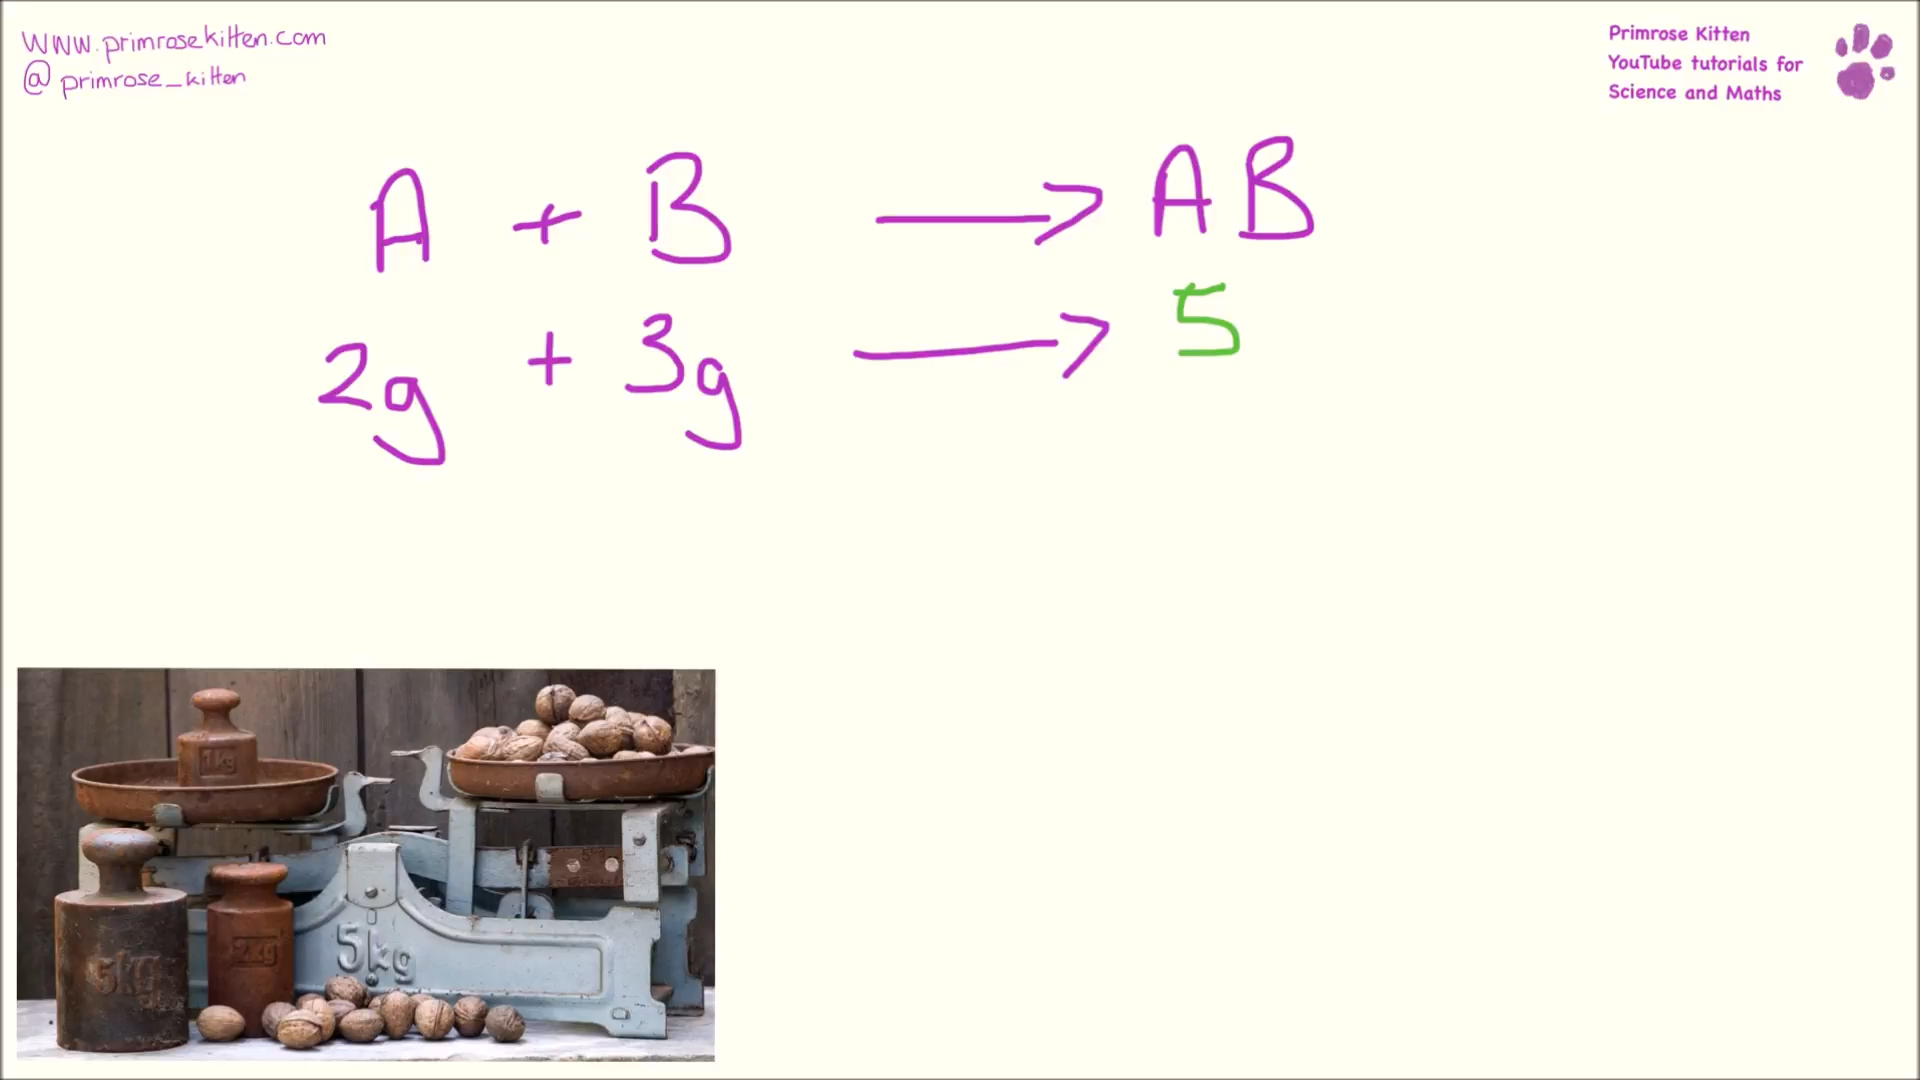 www.primrosekitten.com
@primrose_kitten
Primrose Kitten
YouTube tutorials for
Science and Maths
A + B → AB
2g + 3g → 5
1kg
5kg
2kg
5kg